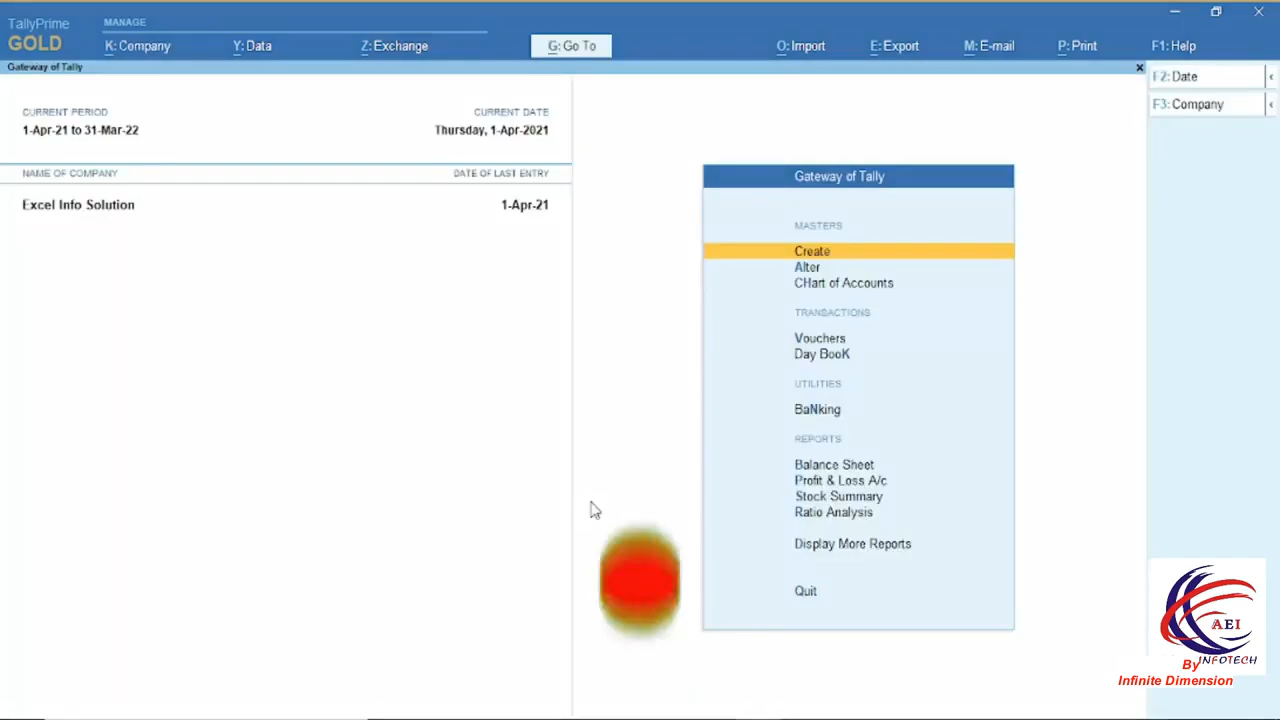 TallyPrime
GOLD
MANAGE
K: Company
Y: Data
Z: Exchange
G: Go To
O: Import
E: Export
M: E-mail
P: Print
F1: Help
Gateway of Tally
×
F2: Date
F3: Company
CURRENT PERIOD
1-Apr-21 to 31-Mar-22
CURRENT DATE
Thursday, 1-Apr-2021
NAME OF COMPANY
DATE OF LAST ENTRY
Excel Info Solution
1-Apr-21
Gateway of Tally
MASTERS
Create
Alter
CHart of Accounts
TRANSACTIONS
Vouchers
Day BooK
UTILITIES
BaNking
REPORTS
Balance Sheet
Profit & Loss A/c
Stock Summary
Ratio Analysis
Display More Reports
Quit
AEI
INFOTECH
By
Infinite Dimension